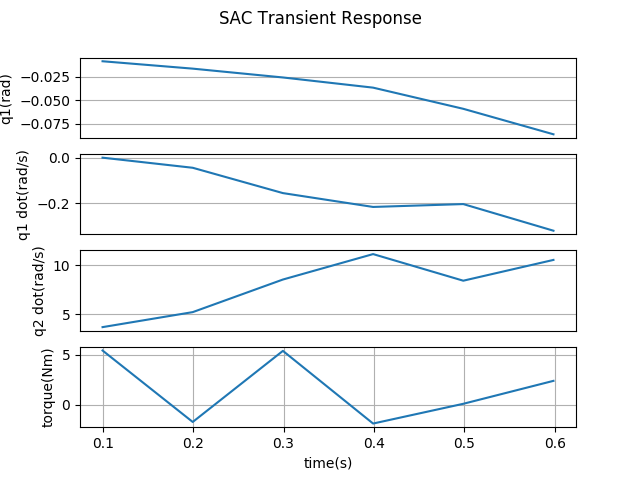 SAC Transient Response
q1(rad)
−0.025
−0.050
−0.075
q1 dot(rad/s)
0.0
−0.2
q2 dot(rad/s)
10
5
torque(Nm)
5
0
0.1 0.2 0.3 0.4 0.5 0.6
time(s)